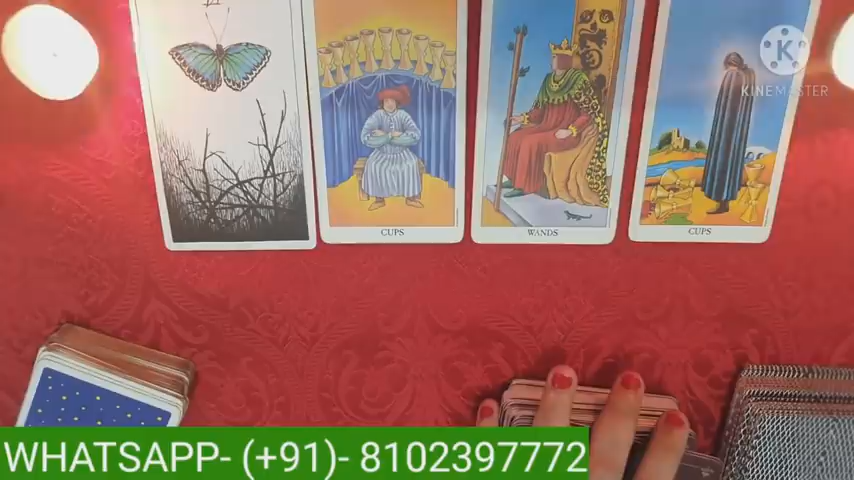 K
KINEMASTER
CUPS
WANDS
CUPS
WHATSAPP- (+91)- 8102397772